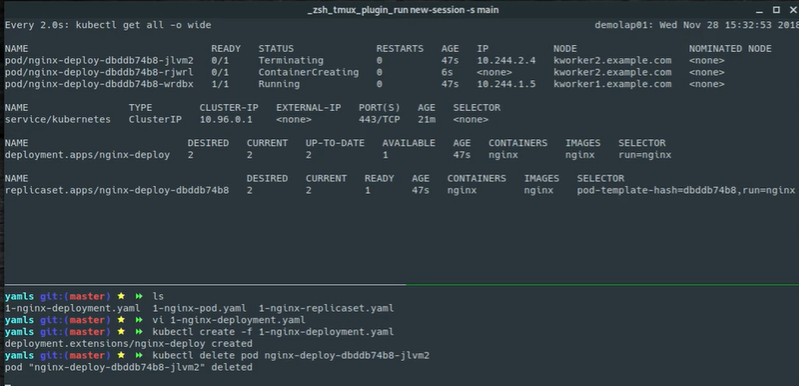 _zsh_tmux_plugin_run new-session -s main
Every 2.0s: kubectl get all -o wide demolap01: Wed Nov 28 15:32:53 2018
NAME READY STATUS RESTARTS AGE IP NODE NOMINATED NODE
pod/nginx-deploy-dbddb74b8-jlvm2 0/1 Terminating 0 47s 10.244.2.4 kworker2.example.com <none>
pod/nginx-deploy-dbddb74b8-rjwrl 0/1 ContainerCreating 0 6s <none> kworker2.example.com <none>
pod/nginx-deploy-dbddb74b8-wrdbx 1/1 Running 0 47s 10.244.1.5 kworker1.example.com <none>
NAME TYPE CLUSTER-IP EXTERNAL-IP PORT(S) AGE SELECTOR
service/kubernetes ClusterIP 10.96.0.1 <none> 443/TCP 21m <none>
NAME DESIRED CURRENT UP-TO-DATE AVAILABLE AGE CONTAINERS IMAGES SELECTOR
deployment.apps/nginx-deploy 2 2 2 1 47s nginx nginx run=nginx
NAME DESIRED CURRENT READY AGE CONTAINERS IMAGES SELECTOR
replicaset.apps/nginx-deploy-dbddb74b8 2 2 1 47s nginx nginx pod-template-hash=dbddb74b8,run=nginx
yamls git:(master) ls
1-nginx-deployment.yaml 1-nginx-pod.yaml 1-nginx-replicaset.yaml
yamls git:(master) vi 1-nginx-deployment.yaml
yamls git:(master) kubectl create -f 1-nginx-deployment.yaml
deployment.extensions/nginx-deploy created
yamls git:(master) kubectl delete pod nginx-deploy-dbddb74b8-jlvm2
pod "nginx-deploy-dbddb74b8-jlvm2" deleted